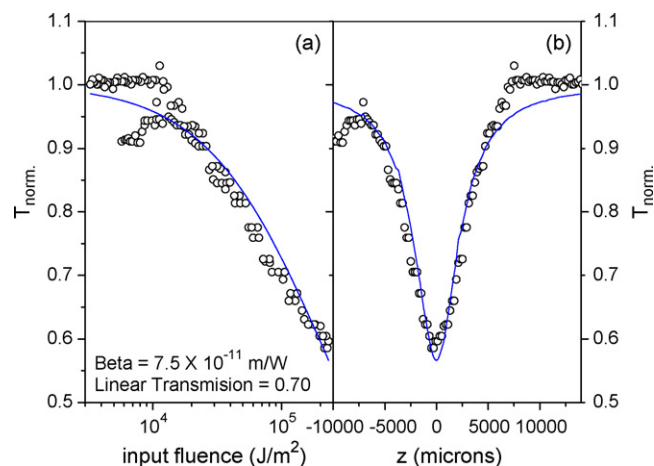 (a) (b)
1.1 1.1
1.0 1.0
0.9 0.9
0.8 0.8
0.7 0.7
0.6 0.6
0.5 0.5
T_norm. T_norm.
Beta = 7.5 X 10^-11 m/W
Linear Transmision = 0.70
10^4 10^5 -10000 -5000 0 5000 10000
input fluence (J/m^2) z (microns)